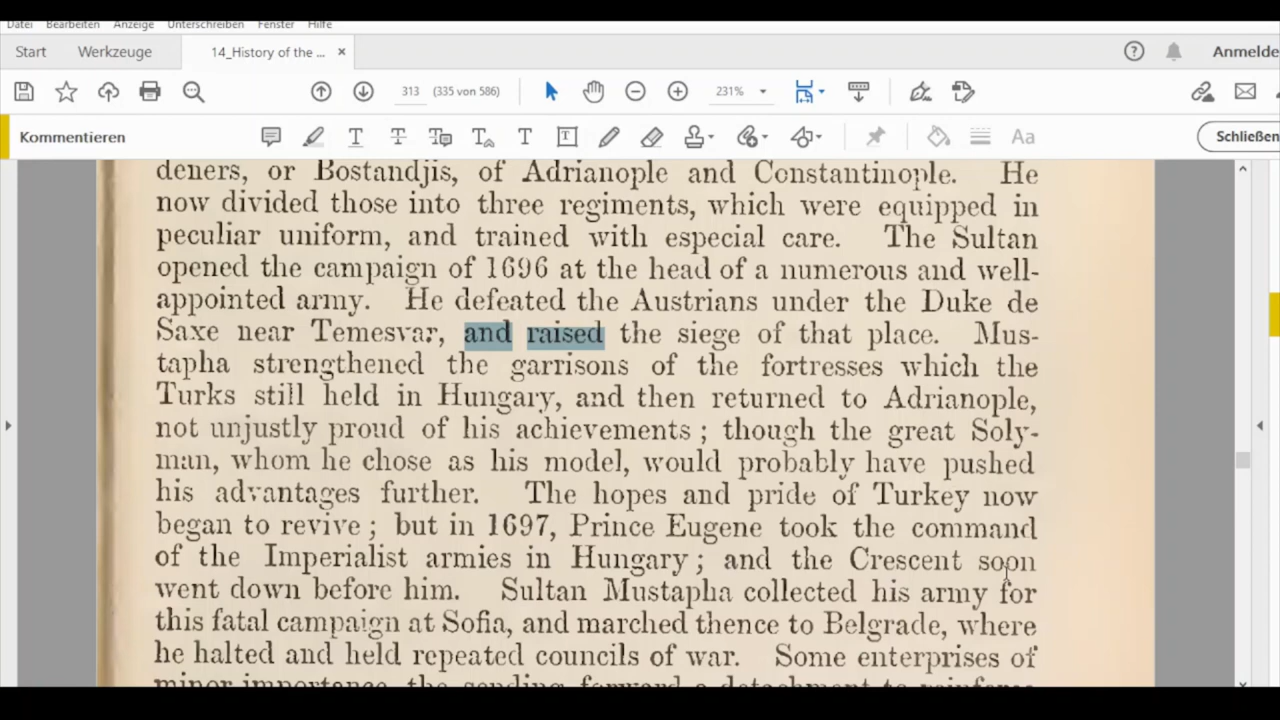 Datei Bearbeiten Anzeige Unterschreiben Fenster Hilfe
Start Werkzeuge 14_History of the ... × ? Anmelde
313 (335 von 586) 231%
Kommentieren T T T T T T Aa Schließen
deners, or Bostandjis, of Adrianople and Constantinople. He
now divided those into three regiments, which were equipped in
peculiar uniform, and trained with especial care. The Sultan
opened the campaign of 1696 at the head of a numerous and well-
appointed army. He defeated the Austrians under the Duke de
Saxe near Temesvar, and raised the siege of that place. Mus-
tapha strengthened the garrisons of the fortresses which the
Turks still held in Hungary, and then returned to Adrianople,
not unjustly proud of his achievements; though the great Soly-
man, whom he chose as his model, would probably have pushed
his advantages further. The hopes and pride of Turkey now
began to revive; but in 1697, Prince Eugene took the command
of the Imperialist armies in Hungary; and the Crescent soon
went down before him. Sultan Mustapha collected his army for
this fatal campaign at Sofia, and marched thence to Belgrade, where
he halted and held repeated councils of war. Some enterprises of
minor importance, the sending forward a detachment to reinforce